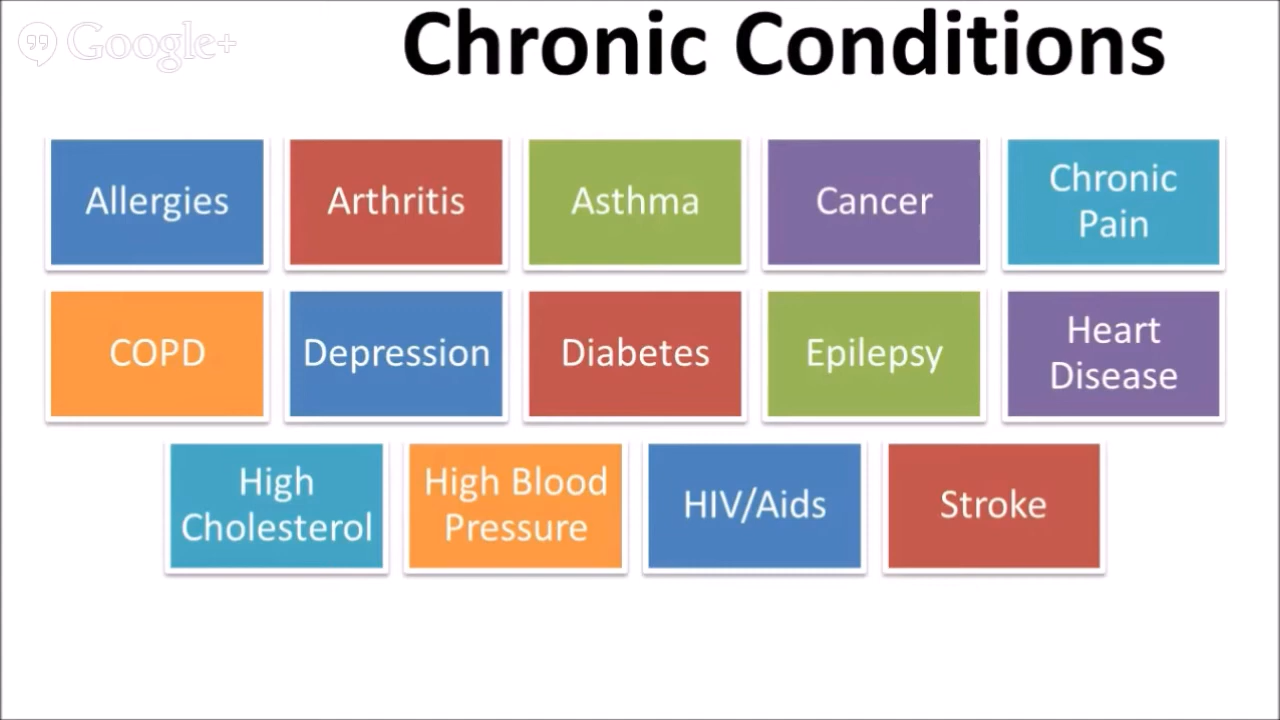 Google+
Chronic Conditions
Allergies
Arthritis
Asthma
Cancer
Chronic
Pain
COPD
Depression
Diabetes
Epilepsy
Heart
Disease
High
Cholesterol
High Blood
Pressure
HIV/Aids
Stroke